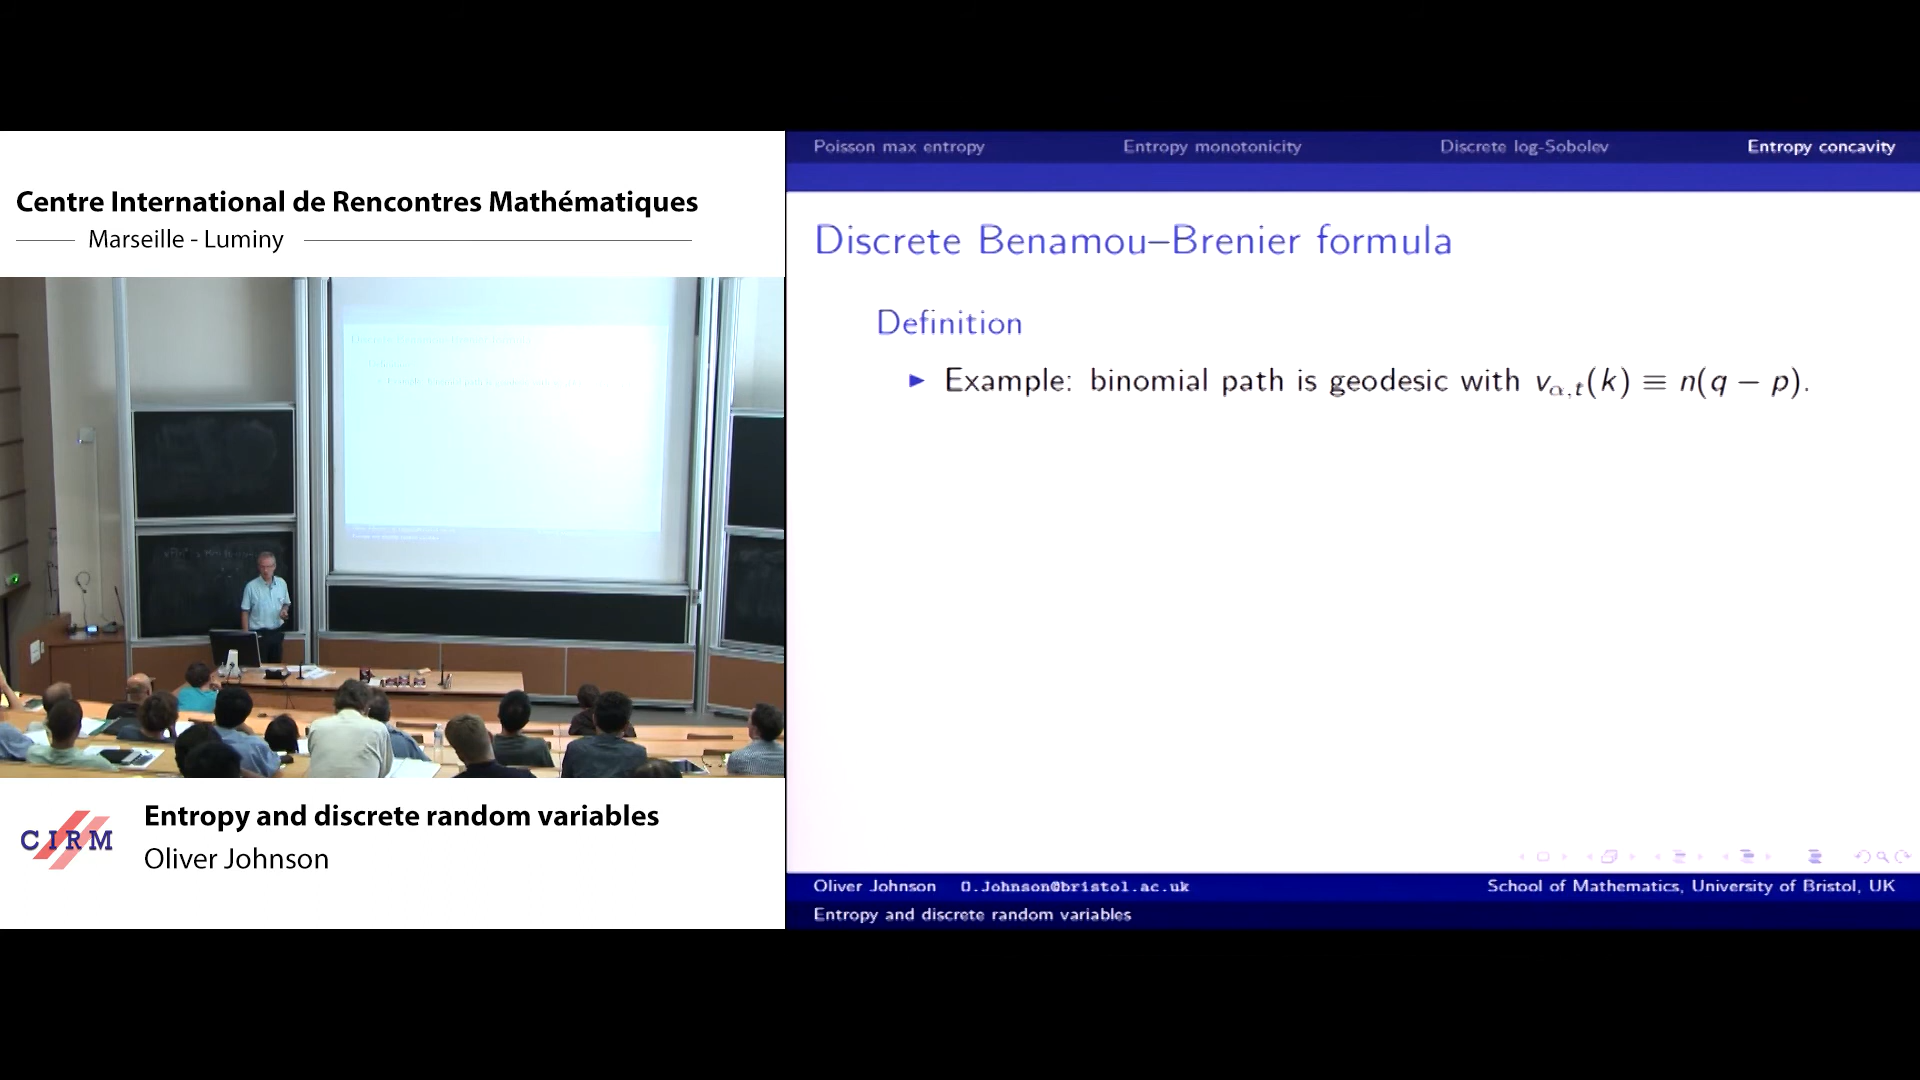 Centre International de Rencontres Mathématiques
Marseille - Luminy
CIRM
Entropy and discrete random variables
Oliver Johnson
Poisson max entropy Entropy monotonicity Discrete log-Sobolev Entropy concavity
Discrete Benamou–Brenier formula
Definition
► Example: binomial path is geodesic with v_{α,t}(k) ≡ n(q − p).
Oliver Johnson O.Johnson@bristol.ac.uk School of Mathematics, University of Bristol, UK
Entropy and discrete random variables